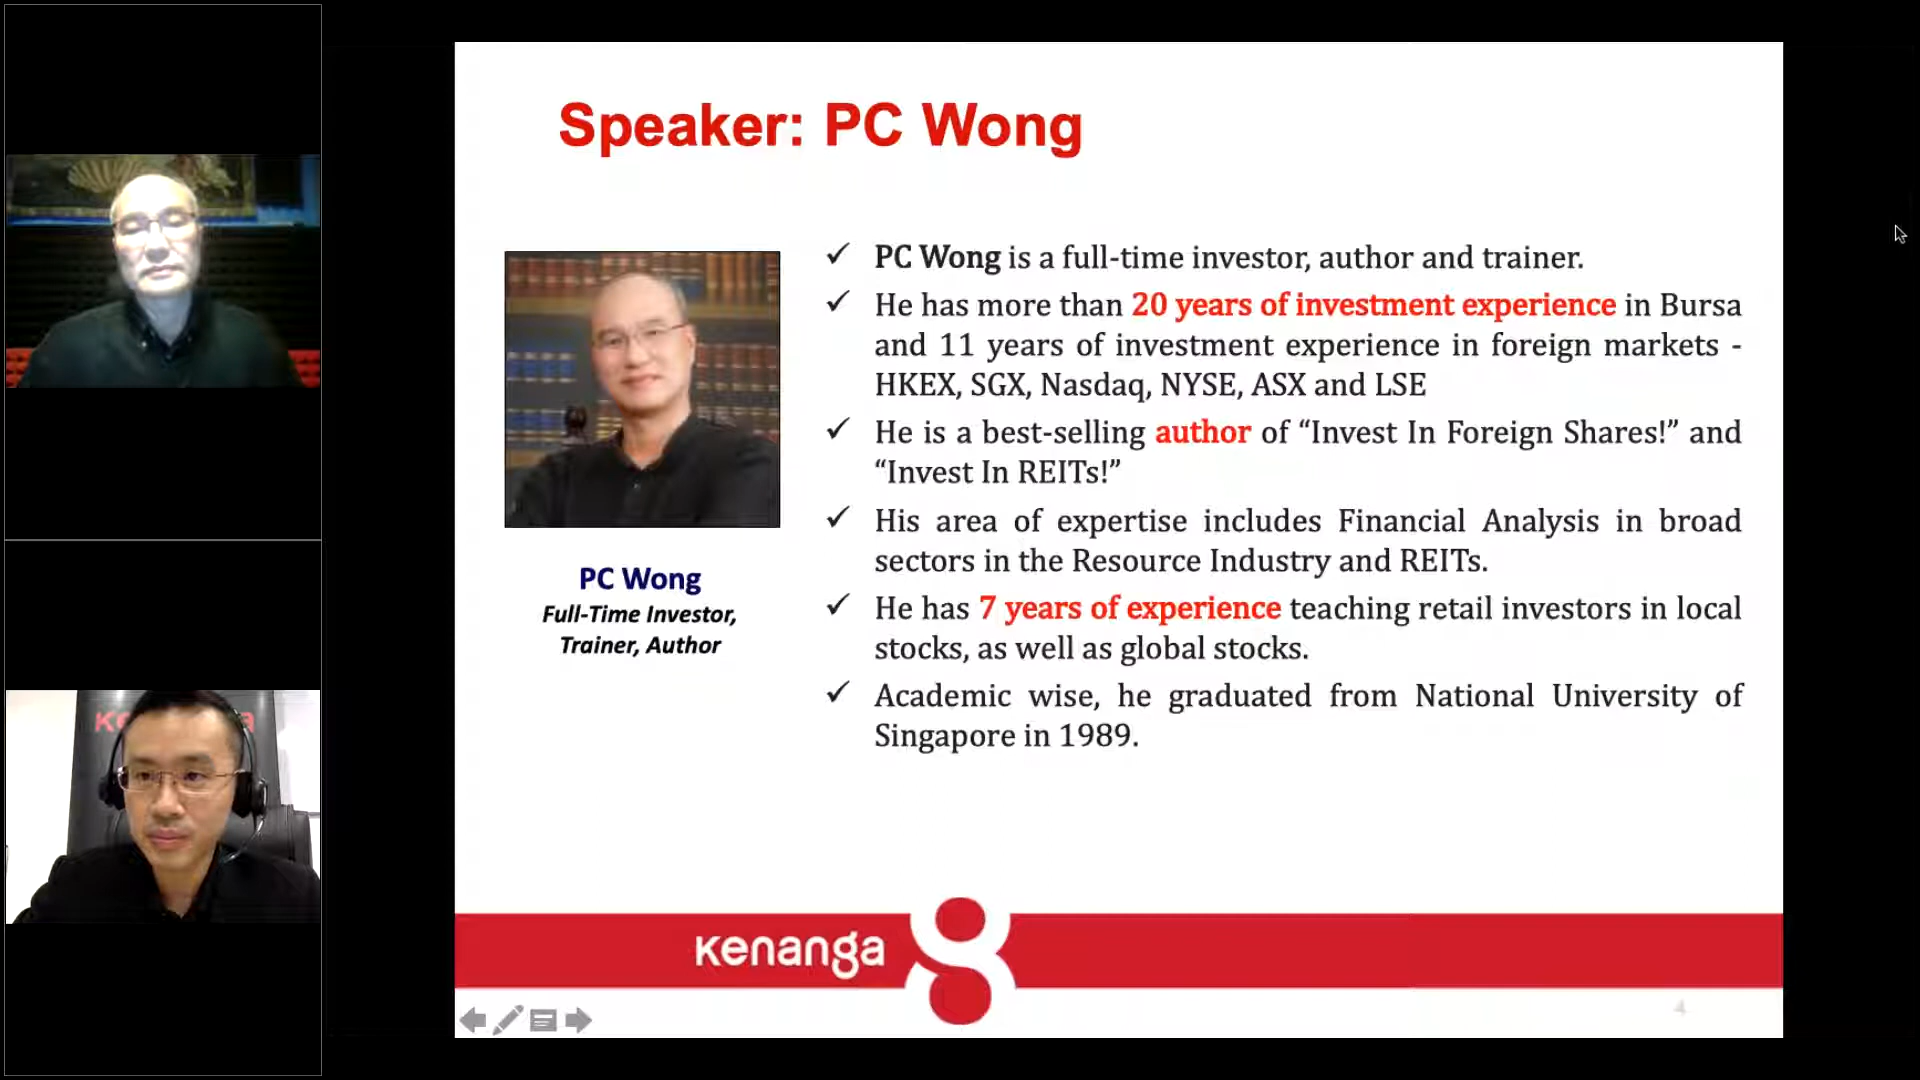 Speaker: PC Wong
PC Wong is a full-time investor, author and trainer.
He has more than 20 years of investment experience in Bursa
and 11 years of investment experience in foreign markets -
HKEX, SGX, Nasdaq, NYSE, ASX and LSE
He is a best-selling author of “Invest In Foreign Shares!” and
“Invest In REITs!”
His area of expertise includes Financial Analysis in broad
sectors in the Resource Industry and REITs.
He has 7 years of experience teaching retail investors in local
stocks, as well as global stocks.
Academic wise, he graduated from National University of
Singapore in 1989.
PC Wong
Full-Time Investor,
Trainer, Author
kenanga
4